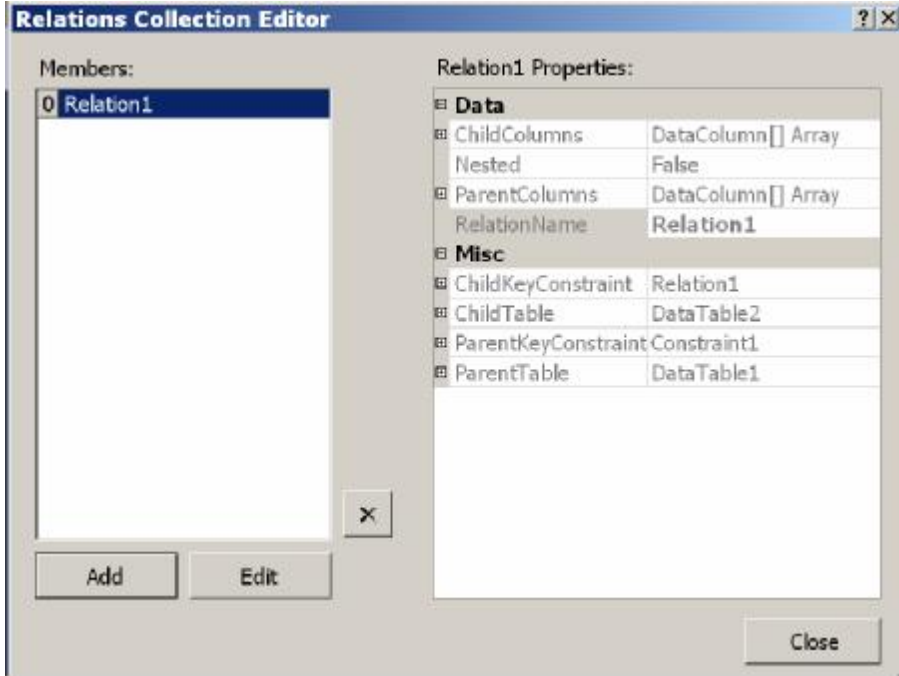 Relations Collection Editor
Members:
0 Relation1
Add
Edit
Relation1 Properties:
Data
ChildColumns DataColumn[] Array
Nested False
ParentColumns DataColumn[] Array
RelationName Relation1
Misc
ChildKeyConstraint Relation1
ChildTable DataTable2
ParentKeyConstraint Constraint1
ParentTable DataTable1
Close